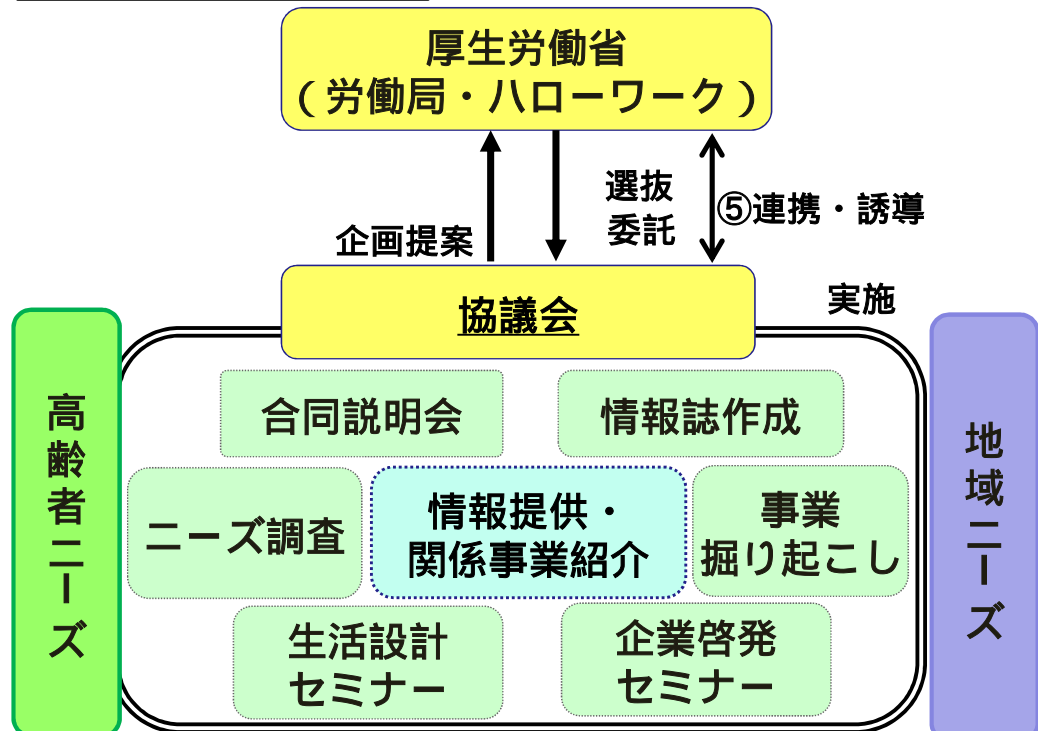 厚生労働省
（労働局・ハローワーク）
企画提案
選抜
委託
⑤連携・誘導
協議会
実施
高齢者ニーズ
合同説明会
情報誌作成
ニーズ調査
情報提供・
関係事業紹介
事業
掘り起こし
生活設計
セミナー
企業啓発
セミナー
地域ニーズ